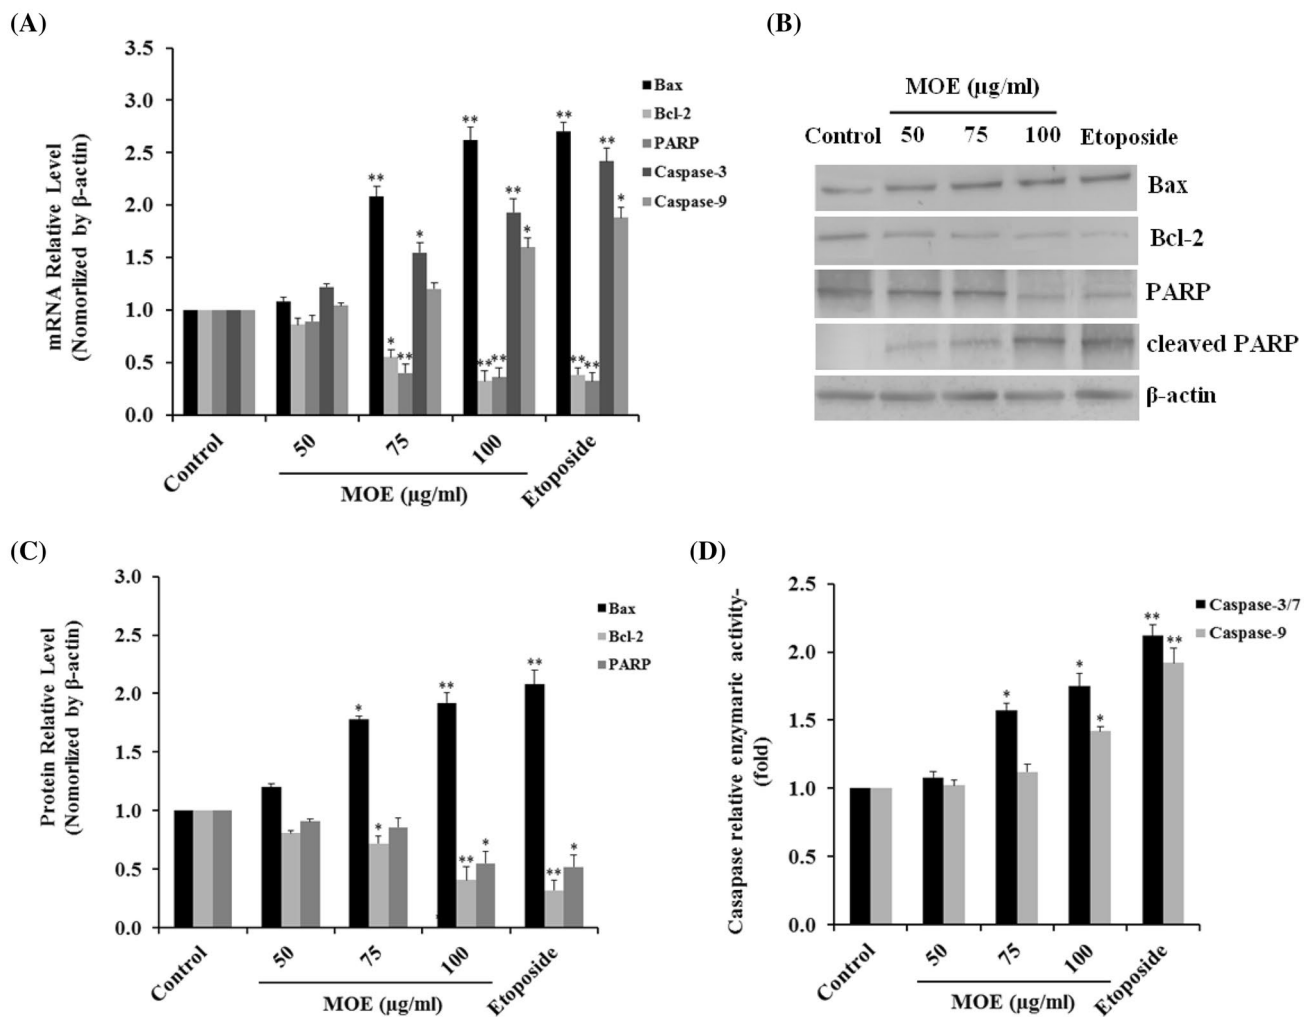 (A)
3.5
3.0
2.5
2.0
1.5
1.0
0.5
0.0
mRNA Relative Level
(Nomorlized by β-actin)
** ** ** ** * ** * * ** * ** ** ** ** **
Bax
Bcl-2
PARP
Caspase-3
Caspase-9
Control
50
75
100
Etoposide
MOE (μg/ml)
(B)
MOE (μg/ml)
Control 50 75 100 Etoposide
Bax
Bcl-2
PARP
cleaved PARP
β-actin
(C)
3.0
2.5
2.0
1.5
1.0
0.5
0.0
Protein Relative Level
(Nomorlized by β-actin)
* ** ** * ** * ** *
Bax
Bcl-2
PARP
Control
50
75
100
Etoposide
MOE (μg/ml)
(D)
2.5
2.0
1.5
1.0
0.5
0.0
Casapase relative enzymaric activity-
(fold)
* * * ** **
Caspase-3/7
Caspase-9
Control
50
75
100
Etoposide
MOE (μg/ml)